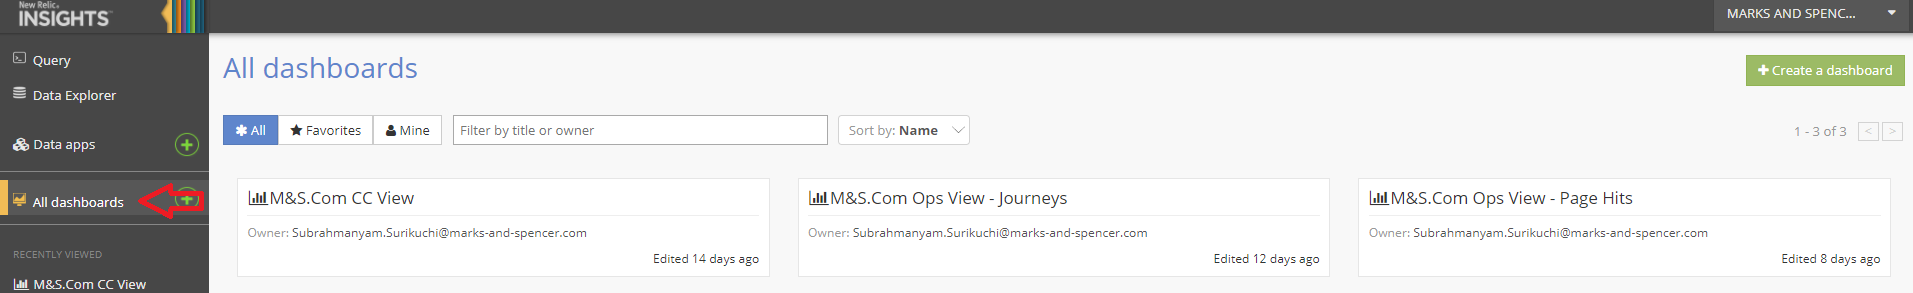 New Relic.
INSIGHTS™
MARKS AND SPENC...
Query
Data Explorer
Data apps
All dashboards
RECENTLY VIEWED
M&S.Com CC View
All dashboards
Create a dashboard
All
Favorites
Mine
Filter by title or owner
Sort by: Name
1 - 3 of 3
< >
M&S.Com CC View
Owner: Subrahmanyam.Surikuchi@marks-and-spencer.com
Edited 14 days ago
M&S.Com Ops View - Journeys
Owner: Subrahmanyam.Surikuchi@marks-and-spencer.com
Edited 12 days ago
M&S.Com Ops View - Page Hits
Owner: Subrahmanyam.Surikuchi@marks-and-spencer.com
Edited 8 days ago